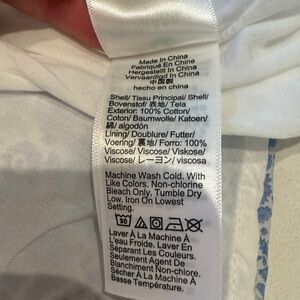 Made In China
Fabriqué En Chine
Hergestellt In China
Vervaardigd In China
中国製
hecho en china
Shell/ Tissu Principal/ Shell/
Bovenstof/ 表地/ Tela
Exterior: 100% Cotton/
Coton/ Baumwolle/ Katoen/
綿/ algodón
Lining/ Doublure/ Futter/
Voering/ 裏地/ Forro: 100%
Viscose/ Viscose/ Viskose/
Viscose/ レーヨン/ viscosa
Machine Wash Cold. With
Like Colors. Non-chlorine
Bleach Only. Tumble Dry
Low. Iron On Lowest
Setting.
30
Laver À La Machine À
L'eau Froide. Laver En
Séparant Les Couleurs.
Seulement Agent De
Blanchiment Non-chlore.
Sécher À La Machine À
Basse Température.